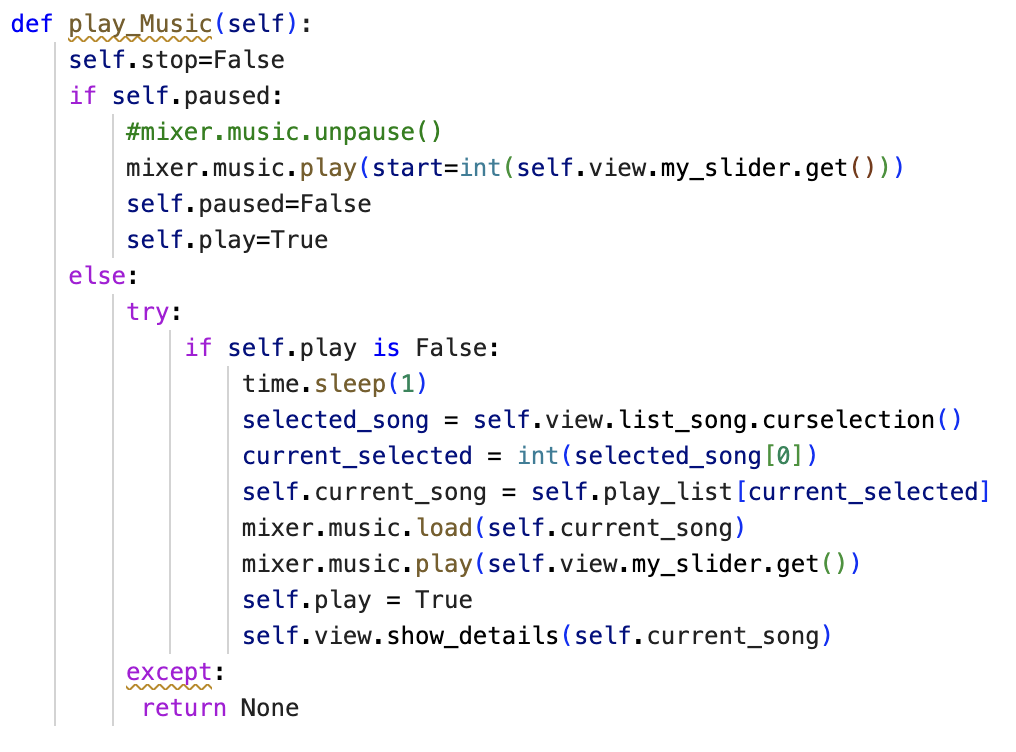 def play_Music(self):
    self.stop=False
    if self.paused:
        #mixer.music.unpause()
        mixer.music.play(start=int(self.view.my_slider.get()))
        self.paused=False
        self.play=True
    else:
        try:
            if self.play is False:
                time.sleep(1)
                selected_song = self.view.list_song.curselection()
                current_selected = int(selected_song[0])
                self.current_song = self.play_list[current_selected]
                mixer.music.load(self.current_song)
                mixer.music.play(self.view.my_slider.get())
                self.play = True
                self.view.show_details(self.current_song)
        except:
         return None